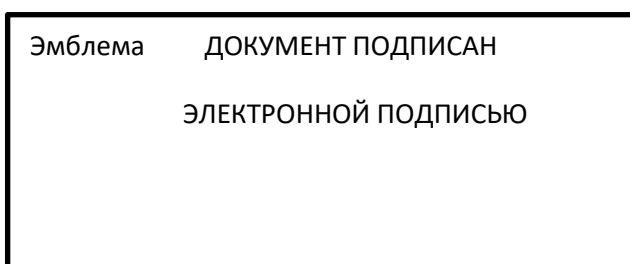 Эмблема ДОКУМЕНТ ПОДПИСАН
ЭЛЕКТРОННОЙ ПОДПИСЬЮ